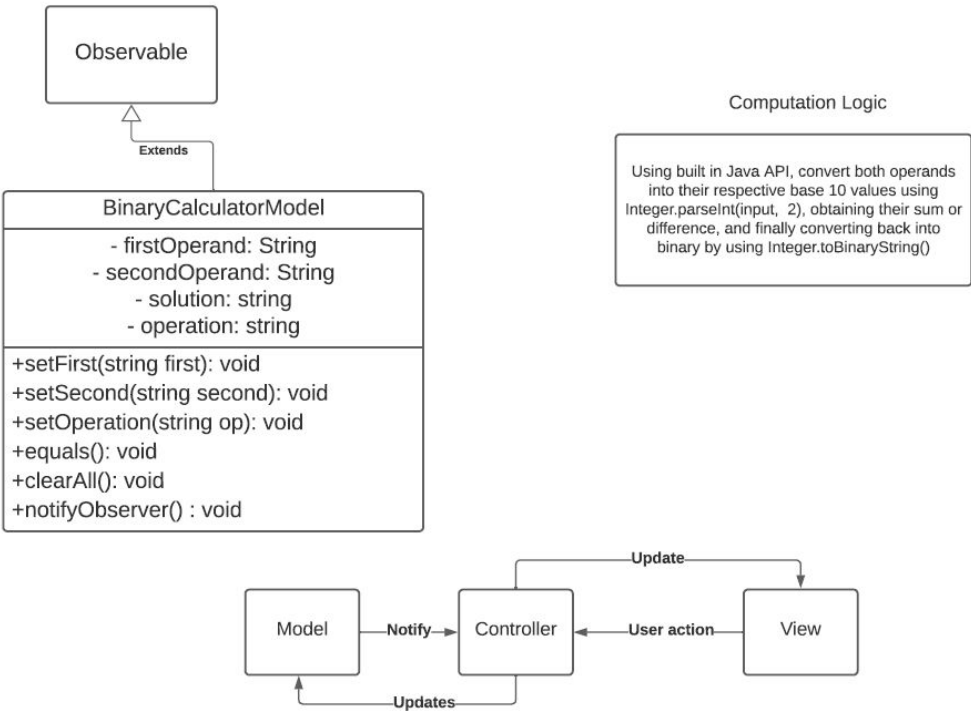 Observable
Extends
BinaryCalculatorModel
- firstOperand: String
- secondOperand: String
- solution: string
- operation: string
+setFirst(string first): void
+setSecond(string second): void
+setOperation(string op): void
+equals(): void
+clearAll(): void
+notifyObserver() : void
Computation Logic
Using built in Java API, convert both operands
into their respective base 10 values using
Integer.parseInt(input, 2), obtaining their sum or
difference, and finally converting back into
binary by using Integer.toBinaryString()
Update
Model
Notify
Controller
User action
View
Updates